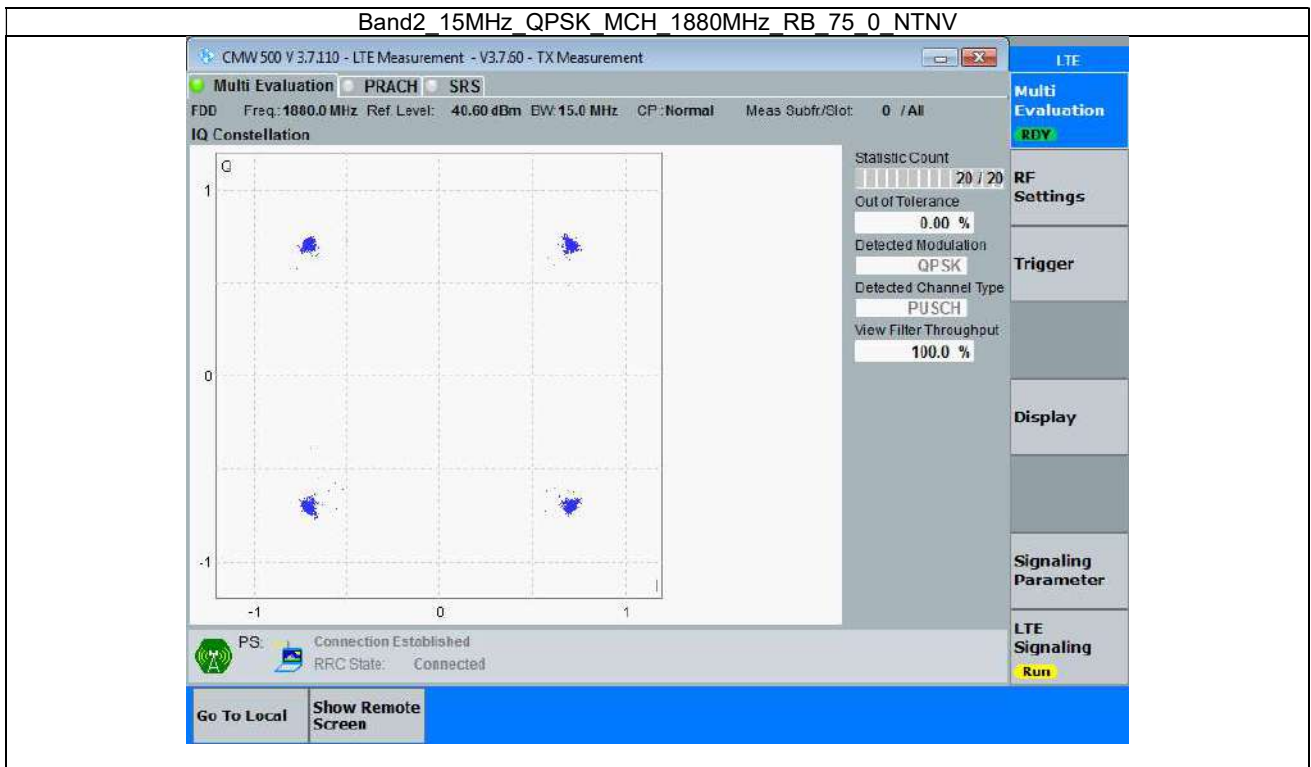 Band2_15MHz_QPSK_MCH_1880MHz_RB_75_0_NTNV
CMW 500 V 3.7.110 - LTE Measurement - V3.7.60 - TX Measurement
LTE
Multi Evaluation PRACH SRS
Multi
Evaluation
RDY
FDD Freq.: 1880.0 MHz Ref. Level: 40.60 dBm BW: 15.0 MHz CP: Normal Meas Subfr/Slot: 0 / All
IQ Constellation
Q
1
0
-1
-1 0 1
I
Statistic Count
20 / 20
Out of Tolerance
0.00 %
Detected Modulation
QPSK
Detected Channel Type
PUSCH
View Filter Throughput
100.0 %
RF
Settings
Trigger
Display
Signaling
Parameter
LTE
Signaling
Run
PS: Connection Established
RRC State: Connected
Go To Local
Show Remote
Screen